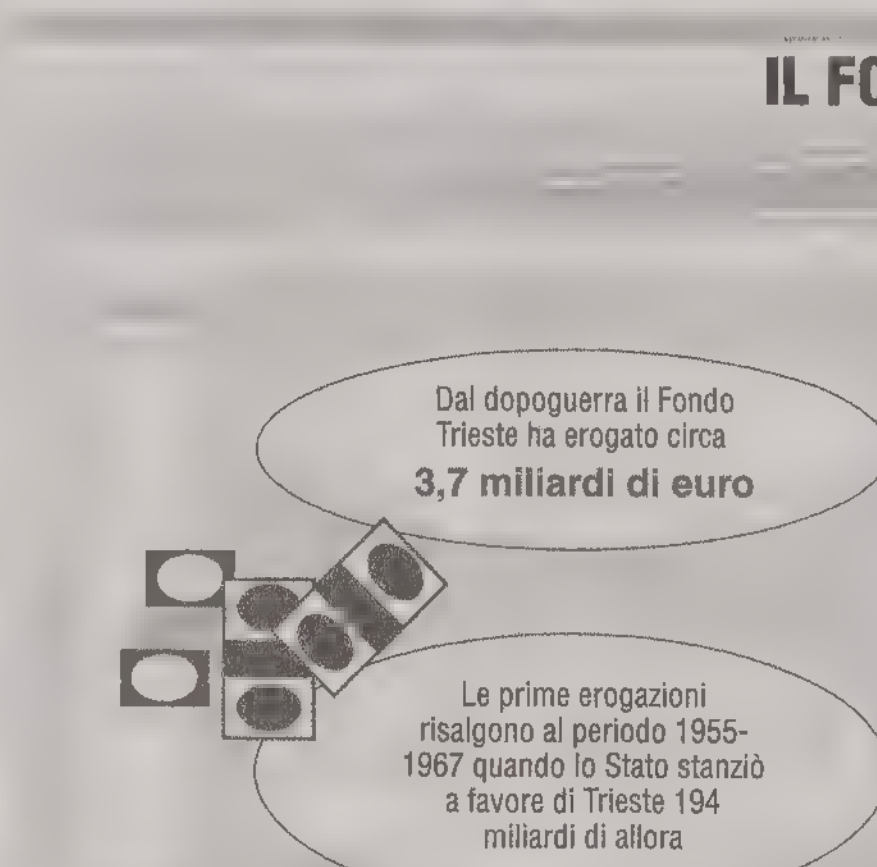 IL FO
Dal dopoguerra il Fondo
Trieste ha erogato circa
3,7 miliardi di euro
Le prime erogazioni
risalgono al periodo 1955-
1967 quando lo Stato stanziò
a favore di Trieste 194
miliardi di allora